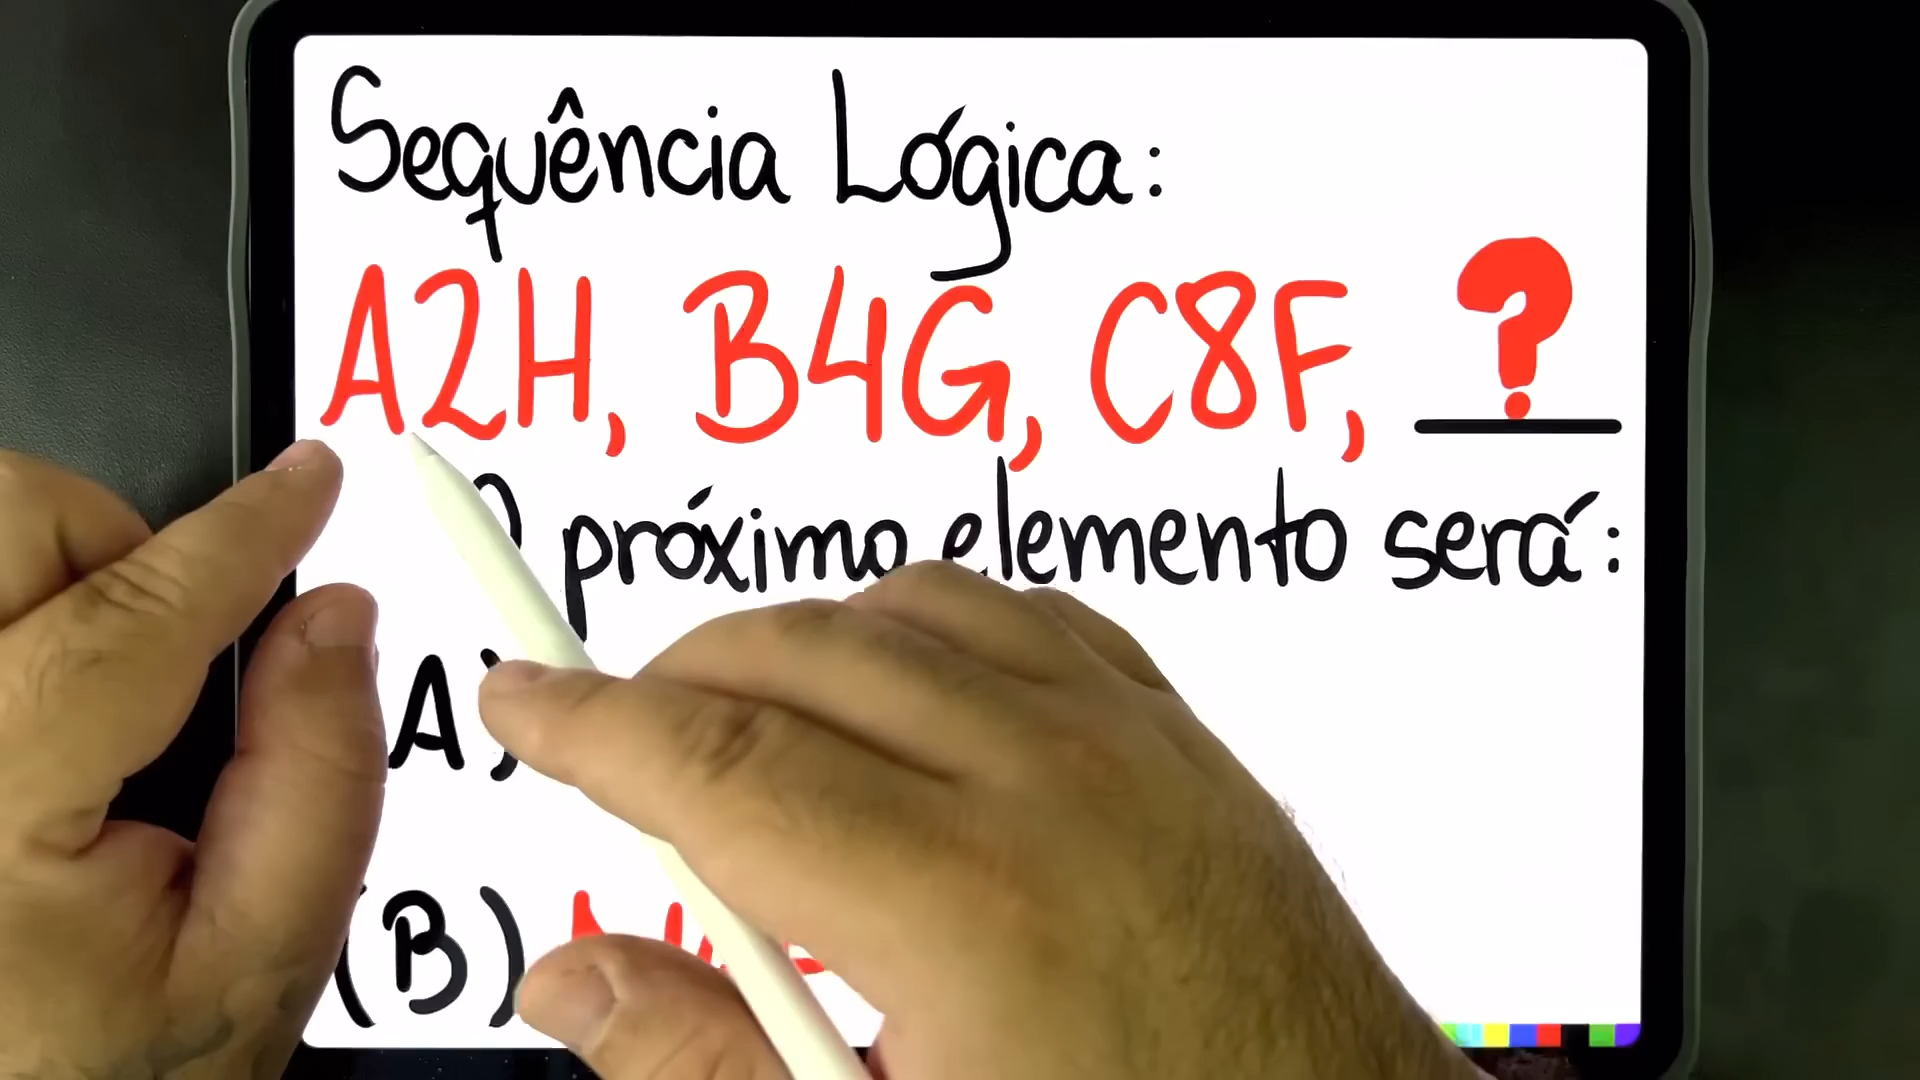 Sequência Lógica:
A2H, B4G, C8F, ?
próximo elemento será:
A)
(B)